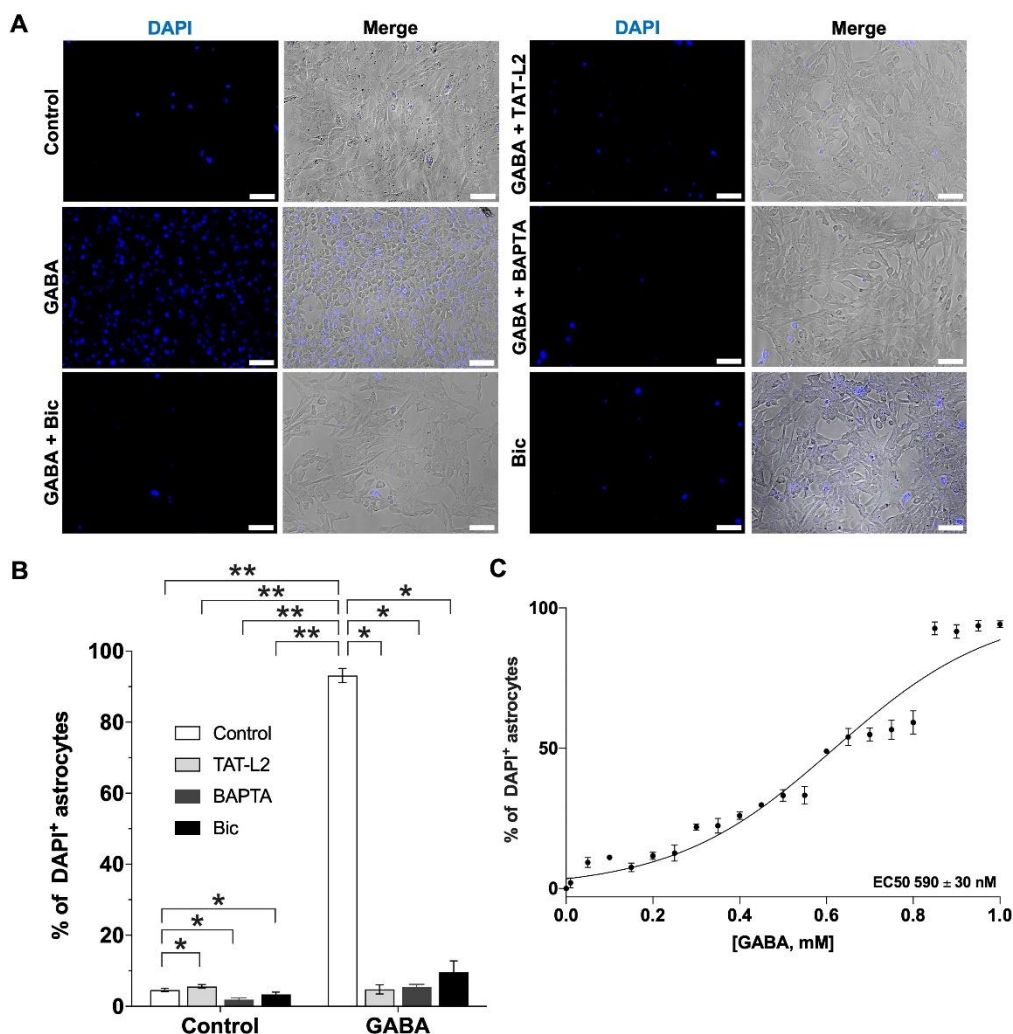 A
DAPI
Merge
DAPI
Merge
Control
GABA
GABA + Bic
GABA + TAT-L2
GABA + BAPTA
Bic
B
** 
**
**
**
*
*
*
% of DAPI+ astrocytes
100
80
60
40
20
0
Control
TAT-L2
BAPTA
Bic
*
*
*
Control
GABA
C
% of DAPI+ astrocytes
100
50
0
EC50 590 ± 30 nM
0.0
0.2
0.4
0.6
0.8
1.0
[GABA, mM]